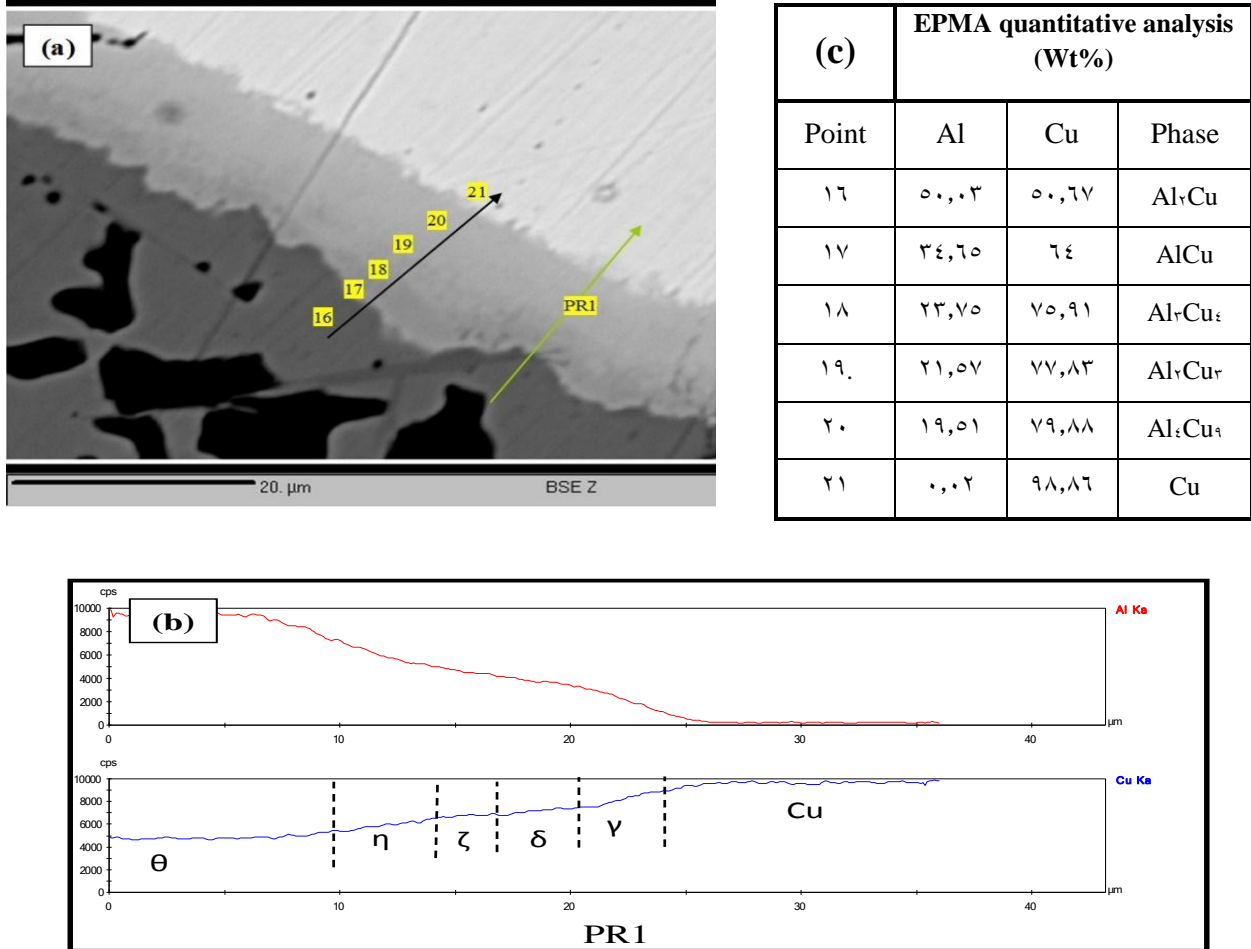 (a)
21
20
19
18
17
16
PR1
20. µm BSE Z
(c) EPMA quantitative analysis
(Wt%)
Point Al Cu Phase
١٦ ٥٠,٠٣ ٥٠,٦٧ Al٢Cu
١٧ ٣٤,٦٥ ٦٤ AlCu
١٨ ٢٣,٧٥ ٧٥,٩١ Al٣Cu٤
١٩. ٢١,٥٧ ٧٧,٨٣ Al٢Cu٣
٢٠ ١٩,٥١ ٧٩,٨٨ Al٤Cu٩
٢١ ٠,٠٢ ٩٨,٨٦ Cu
cps
(b)
10000
8000
6000
4000
2000
0
0 10 20 30 40
µm
Al Ka
cps
10000
8000
6000
4000
2000
0
θ η ζ δ γ Cu
0 10 20 30 40
µm
Cu Ka
PR1